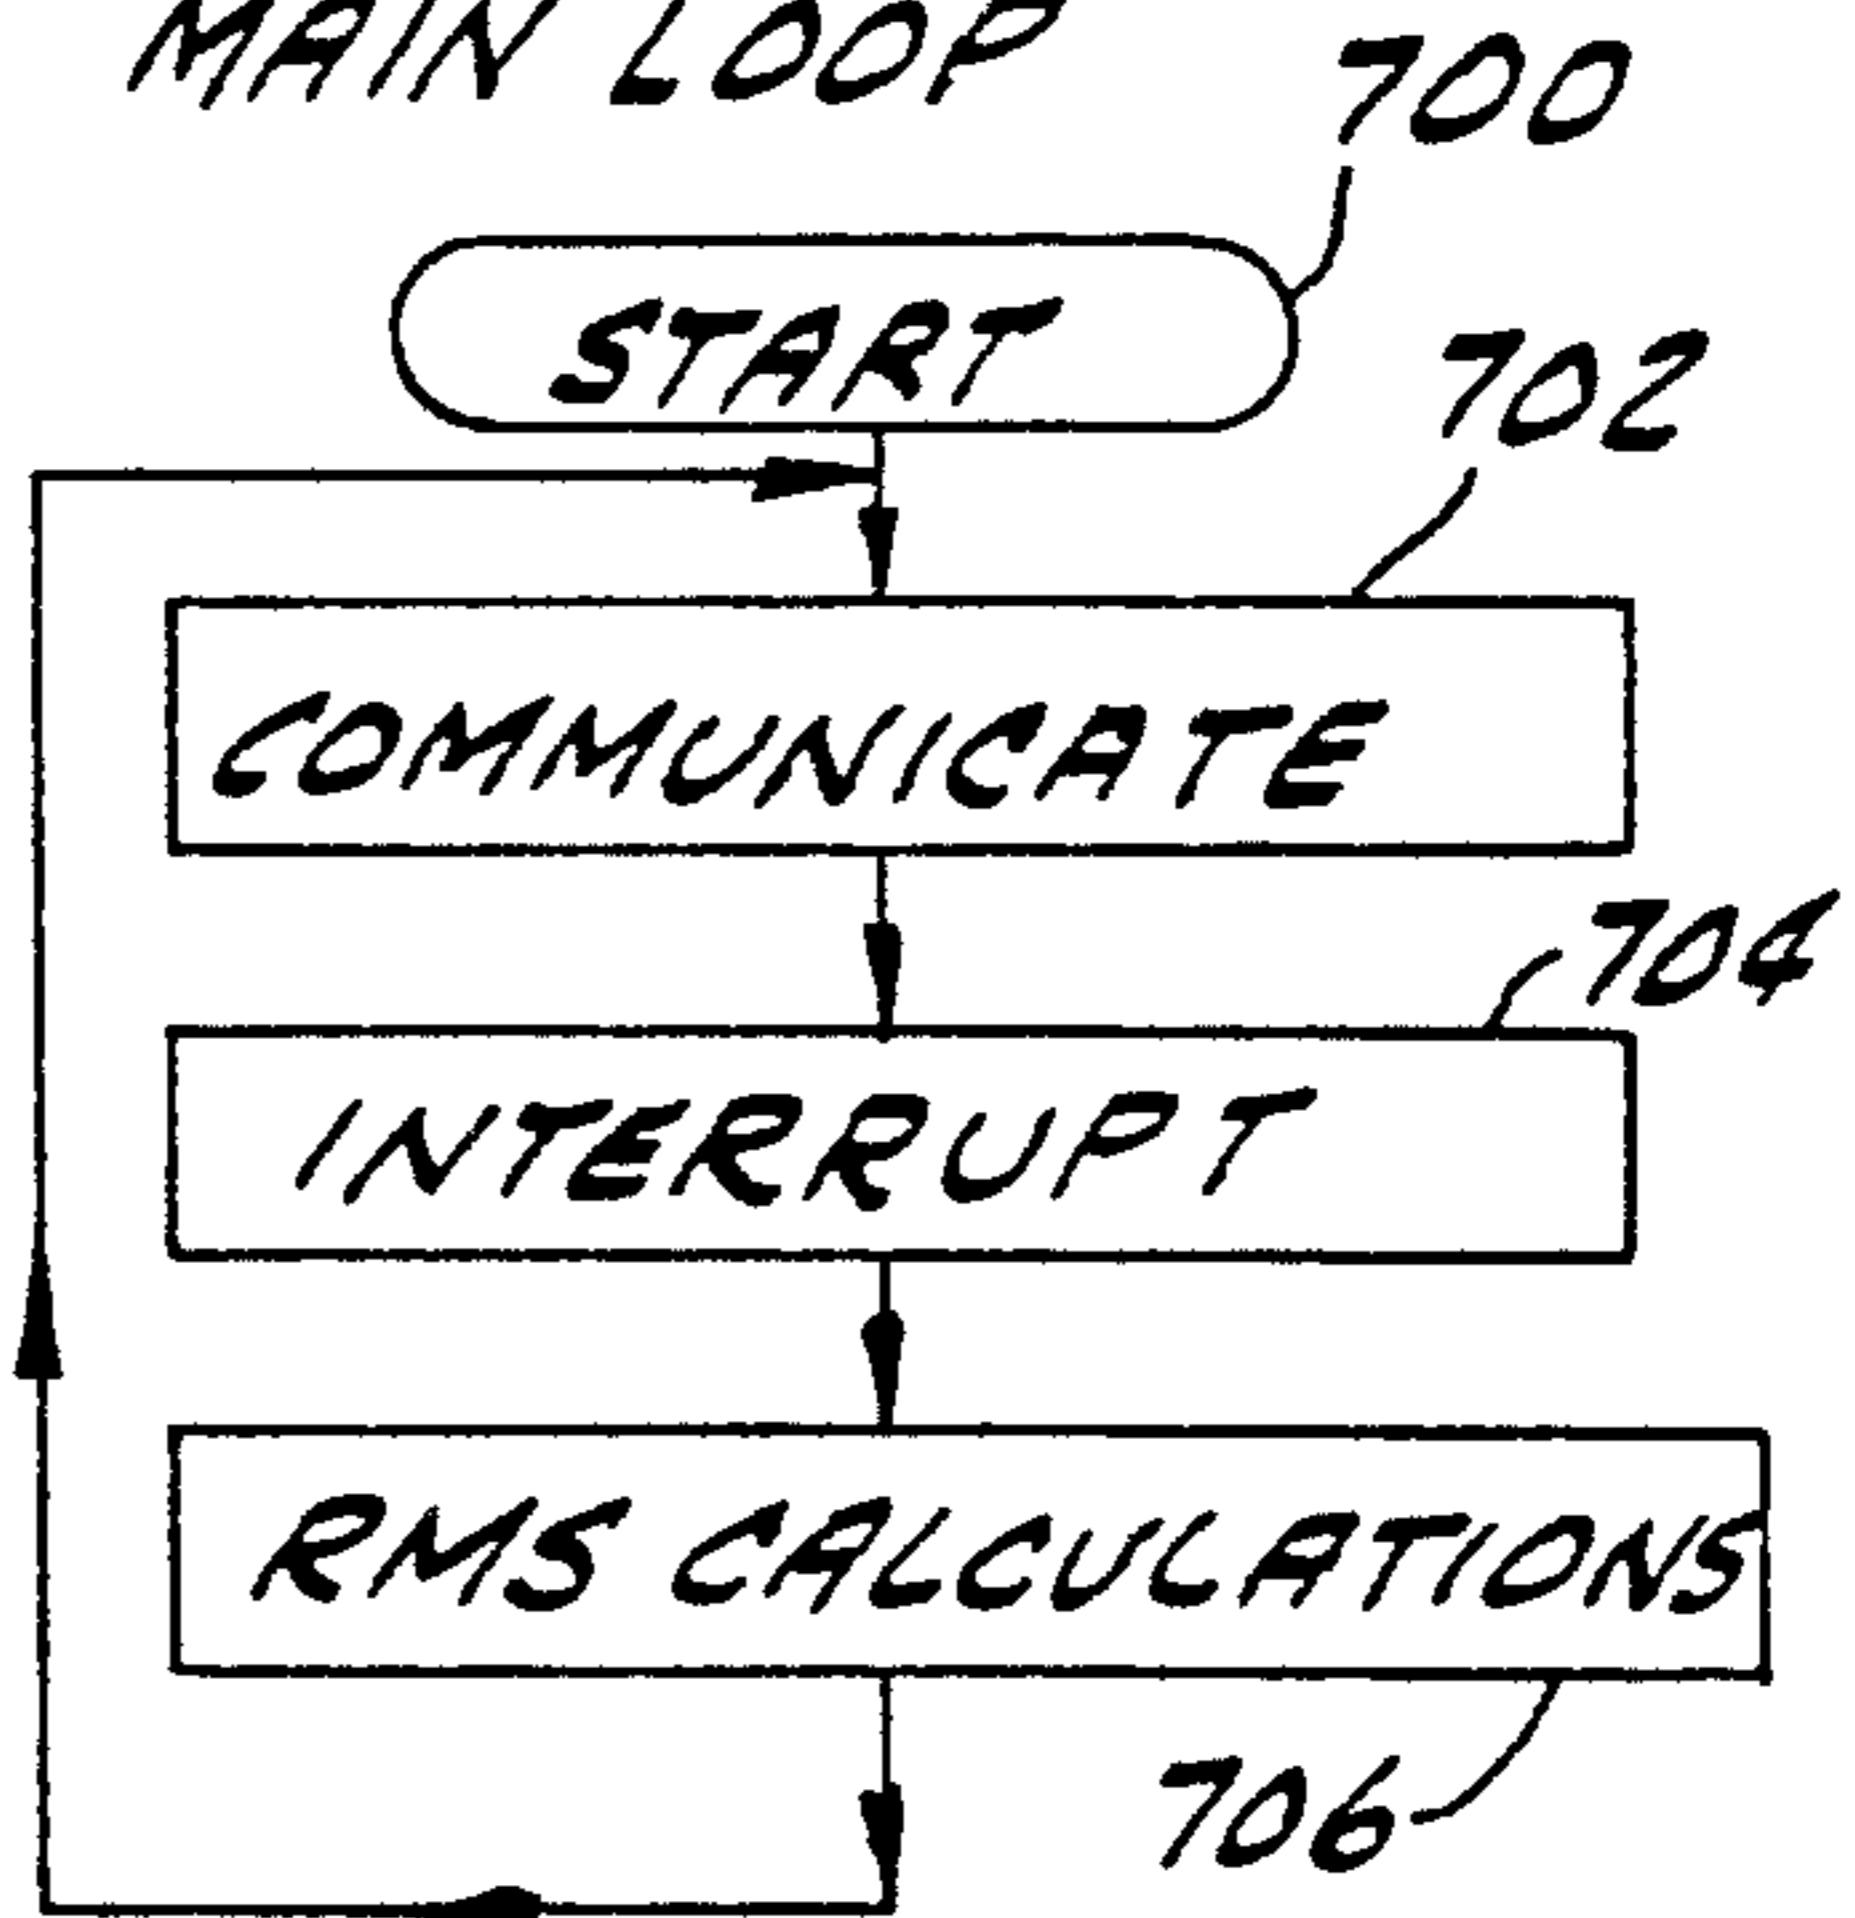 MAIN LOOP
700
START
702
COMMUNICATE
704
INTERRUPT
RMS CALCULATIONS
706